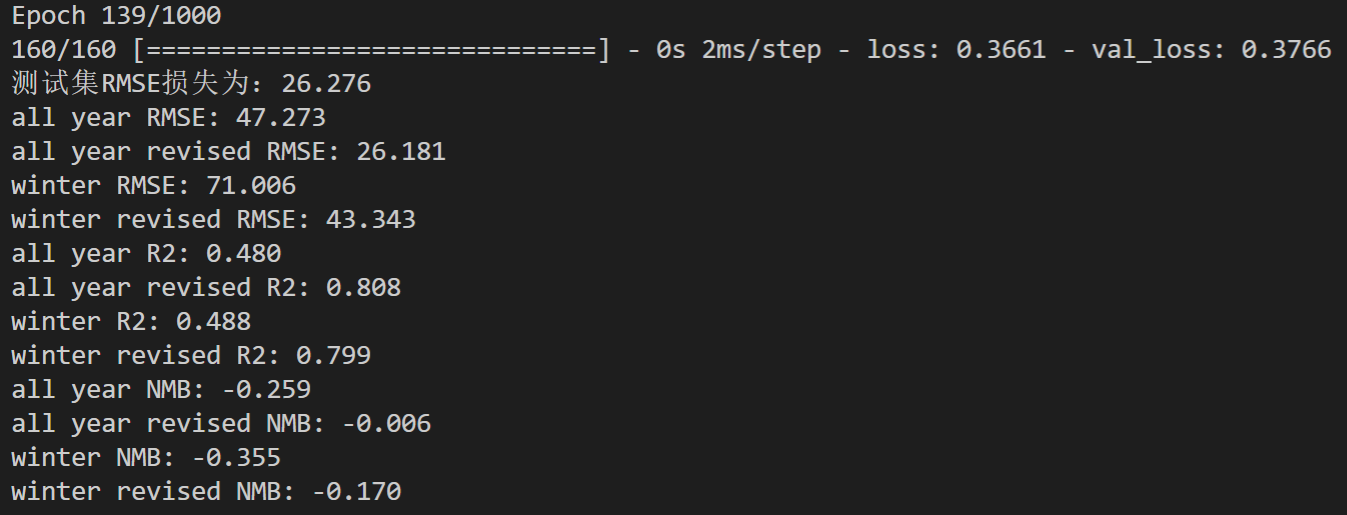 Epoch 139/1000
160/160 [==============================] - 0s 2ms/step - loss: 0.3661 - val_loss: 0.3766
测试集RMSE损失为：26.276
all year RMSE: 47.273
all year revised RMSE: 26.181
winter RMSE: 71.006
winter revised RMSE: 43.343
all year R2: 0.480
all year revised R2: 0.808
winter R2: 0.488
winter revised R2: 0.799
all year NMB: -0.259
all year revised NMB: -0.006
winter NMB: -0.355
winter revised NMB: -0.170